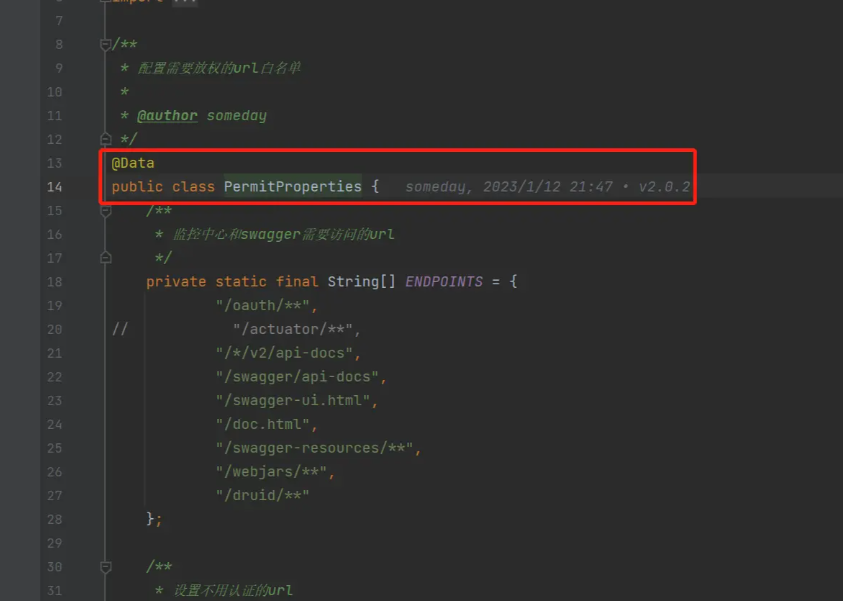 import ...
7
8 /**
9 * 配置需要放权的url白名单
10 *
11 * @author someday
12 */
13 @Data
14 public class PermitProperties { someday, 2023/1/12 21:47 • v2.0.2
15 /**
16 * 监控中心和swagger需要访问的url
17 */
18 private static final String[] ENDPOINTS = {
19 "/oauth/**",
20 // "/actuator/**",
21 "/*/v2/api-docs",
22 "/swagger/api-docs",
23 "/swagger-ui.html",
24 "/doc.html",
25 "/swagger-resources/**",
26 "/webjars/**",
27 "/druid/**"
28 };
29
30 /**
31 * 设置不用认证的url